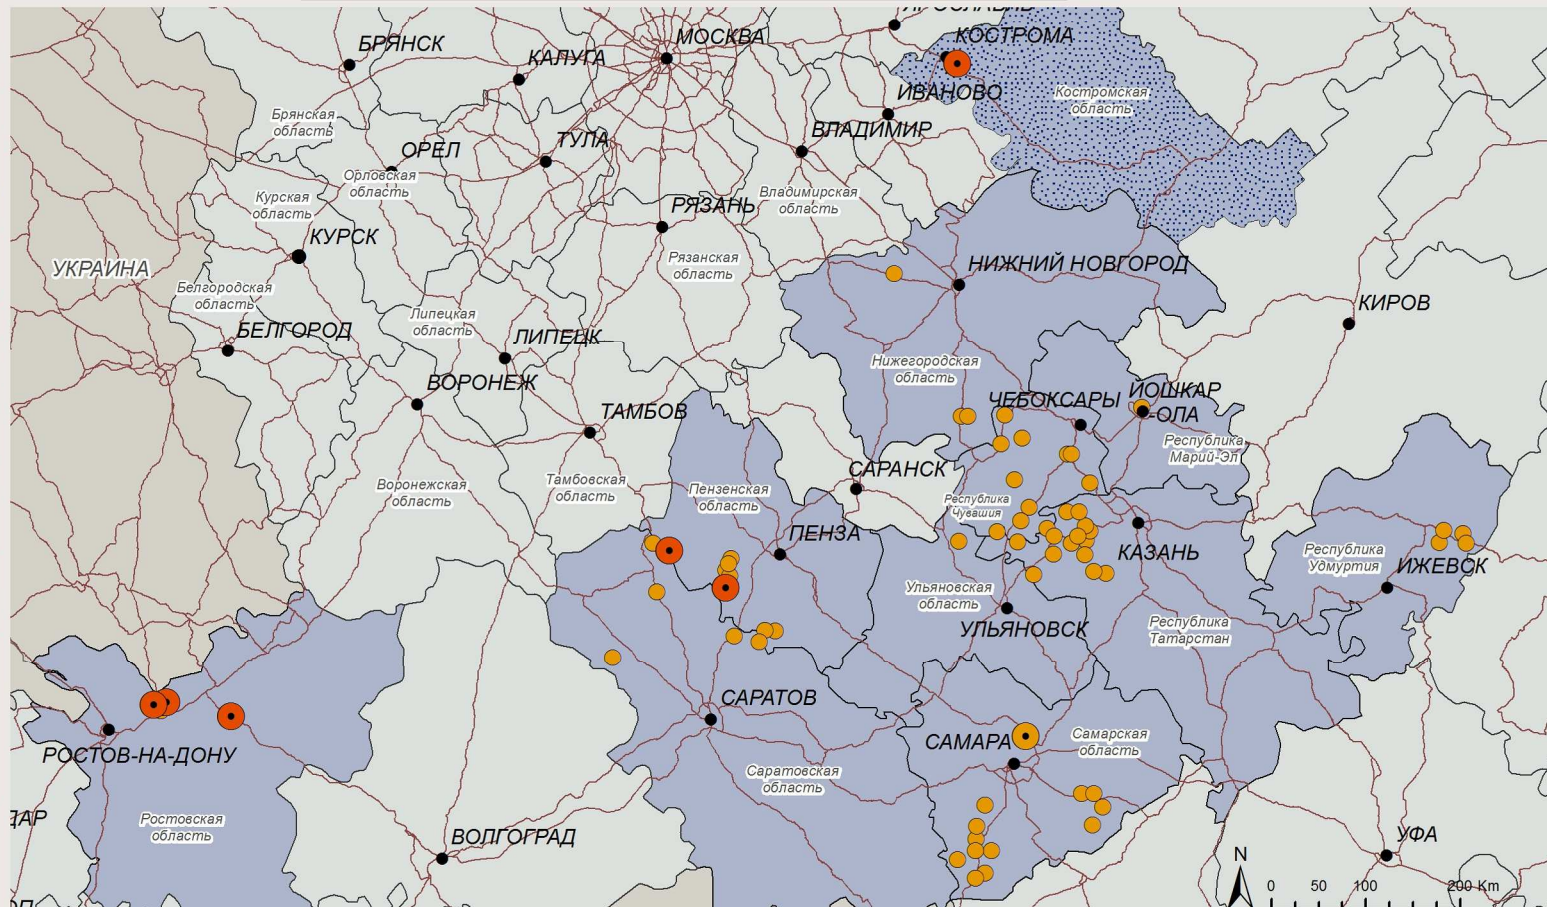 БРЯНСК
МОСКВА
КОСТРОМА
КАЛУГА
ИВАНОВО
Костромская
область
Брянская
область
ВЛАДИМИР
ТУЛА
ОРЕЛ
Орловская
область
Владимирская
область
Курская
область
РЯЗАНЬ
КУРСК
Рязанская
область
НИЖНИЙ НОВГОРОД
УКРАИНА
Белгородская
область
КИРОВ
Липецкая
область
БЕЛГОРОД
ЛИПЕЦК
Нижегородская
область
ВОРОНЕЖ
ЧЕБОКСАРЫ
ЙОШКАР
-ОЛА
ТАМБОВ
Республика
Марий-Эл
САРАНСК
Воронежская
область
Тамбовская
область
Пензенская
область
Республика
Чувашия
ПЕНЗА
КАЗАНЬ
Республика
Удмуртия
ИЖЕВСК
Ульяновская
область
УЛЬЯНОВСК
Республика
Татарстан
САРАТОВ
РОСТОВ-НА-ДОНУ
САМАРА
Самарская
область
Саратовская
область
Ростовская
область
ВОЛГОГРАД
УФА
N
0 50 100 200 Km